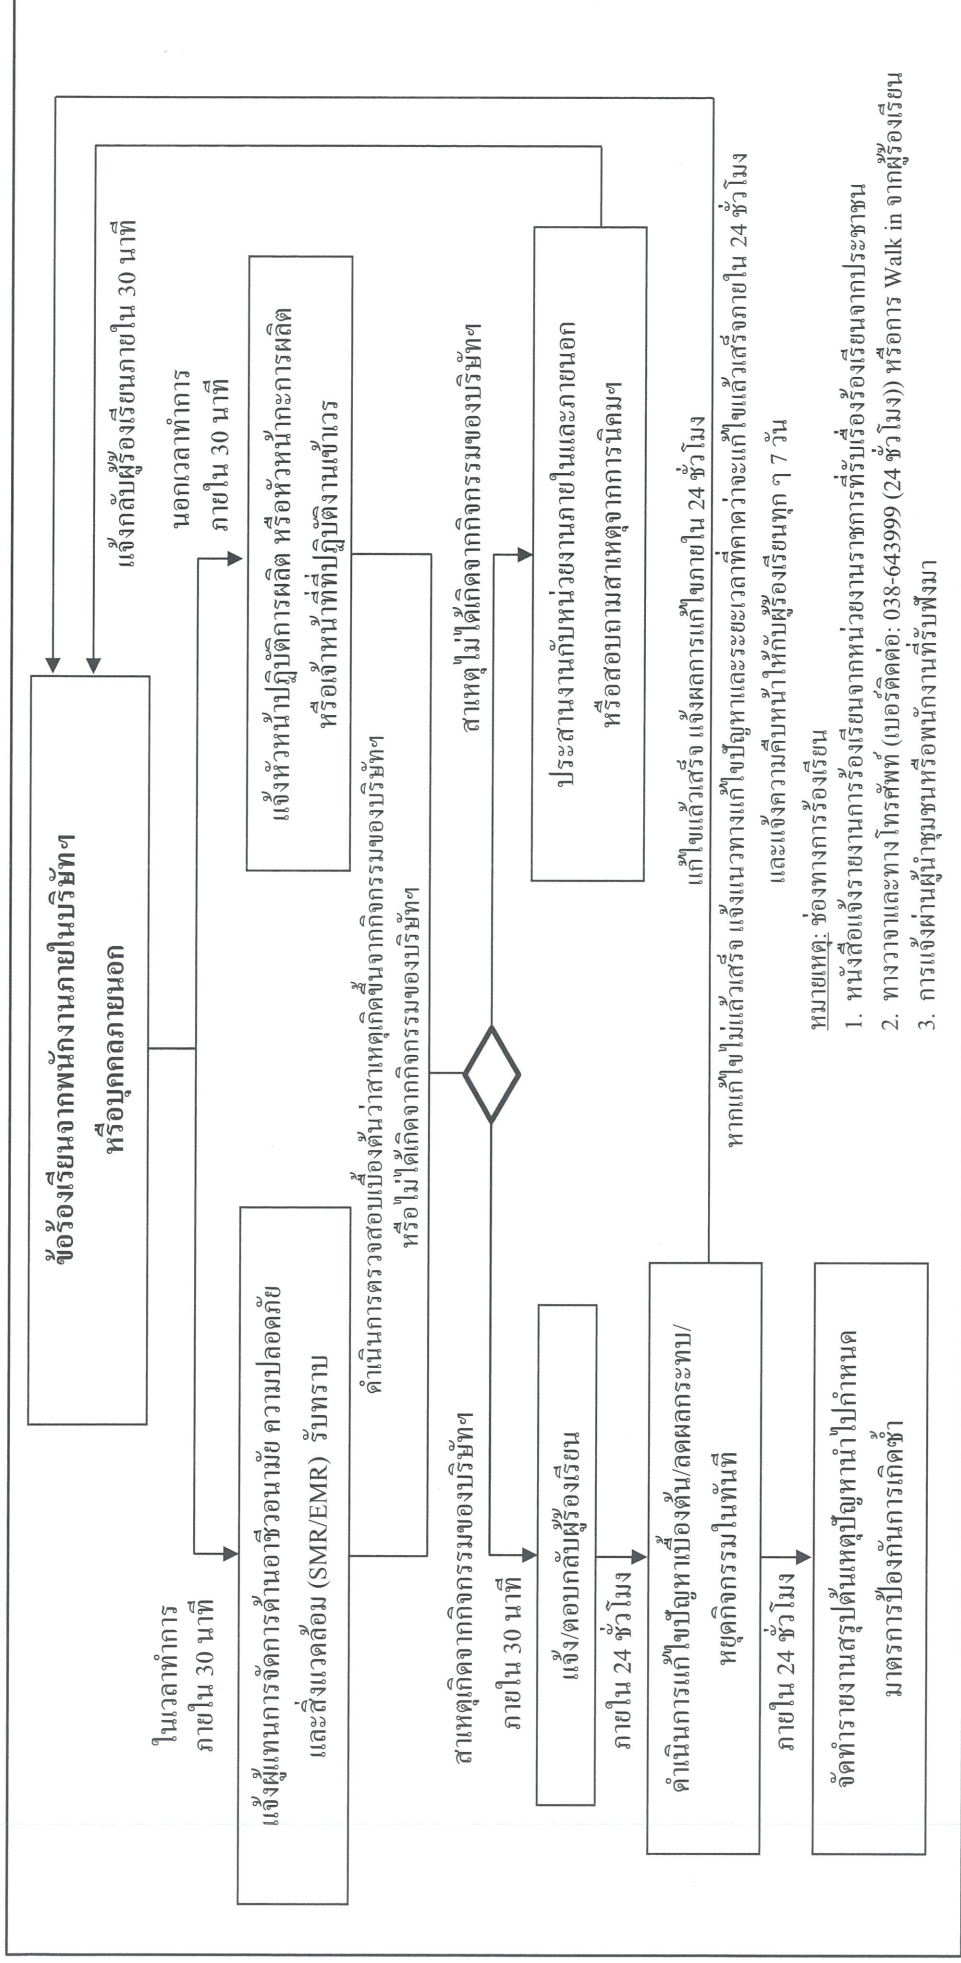 ข้อร้องเรียนจากพนักงานภายในบริษัทฯ
หรือบุคคลภายนอก
แจ้งกลับผู้ร้องเรียนภายใน 30 นาที
ในเวลาทำการ
ภายใน 30 นาที
นอกเวลาทำการ
ภายใน 30 นาที
แจ้งผู้แทนการจัดการด้านอาชีวอนามัย ความปลอดภัย
และสิ่งแวดล้อม (SMR/EMR) รับทราบ
แจ้งหัวหน้าปฏิบัติการผลิต หรือหัวหน้ากะการผลิต
หรือเจ้าหน้าที่ที่ปฏิบัติงานเข้าเวร
ดำเนินการตรวจสอบเบื้องต้นว่าสาเหตุเกิดขึ้นจากกิจกรรมของบริษัทฯ
หรือไม่ได้เกิดจากกิจกรรมของบริษัทฯ
สาเหตุเกิดจากกิจกรรมของบริษัทฯ
ภายใน 30 นาที
สาเหตุไม่ได้เกิดจากกิจกรรมของบริษัทฯ
แจ้ง/ตอบกลับผู้ร้องเรียน
ภายใน 24 ชั่วโมง
ประสานงานกับหน่วยงานภายในและภายนอก
หรือสอบถามสาเหตุจากการนิคมฯ
ดำเนินการแก้ไขปัญหาเบื้องต้น/ลดผลกระทบ/
หยุดกิจกรรมในทันที
ภายใน 24 ชั่วโมง
แก้ไขแล้วเสร็จ แจ้งผลการแก้ไขภายใน 24 ชั่วโมง
หากแก้ไขไม่แล้วเสร็จ แจ้งแนวทางแก้ไขปัญหาและระยะเวลาที่คาดว่าจะแก้ไขแล้วเสร็จภายใน 24 ชั่วโมง
และแจ้งความคืบหน้าให้กับผู้ร้องเรียนทุก ๆ 7 วัน
จัดทำรายงานสรุปต้นเหตุปัญหานำไปกำหนด
มาตรการป้องกันการเกิดซ้ำ
หมายเหตุ: ช่องทางการร้องเรียน
1. หนังสือแจ้งรายงานการร้องเรียนจากหน่วยงานราชการที่รับเรื่องร้องเรียนจากประชาชน
2. ทางวาจาและทางโทรศัพท์ (เบอร์ติดต่อ: 038-643999 (24 ชั่วโมง)) หรือการ Walk in จากผู้ร้องเรียน
3. การแจ้งผ่านผู้นำชุมชนหรือพนักงานที่รับฟังมา